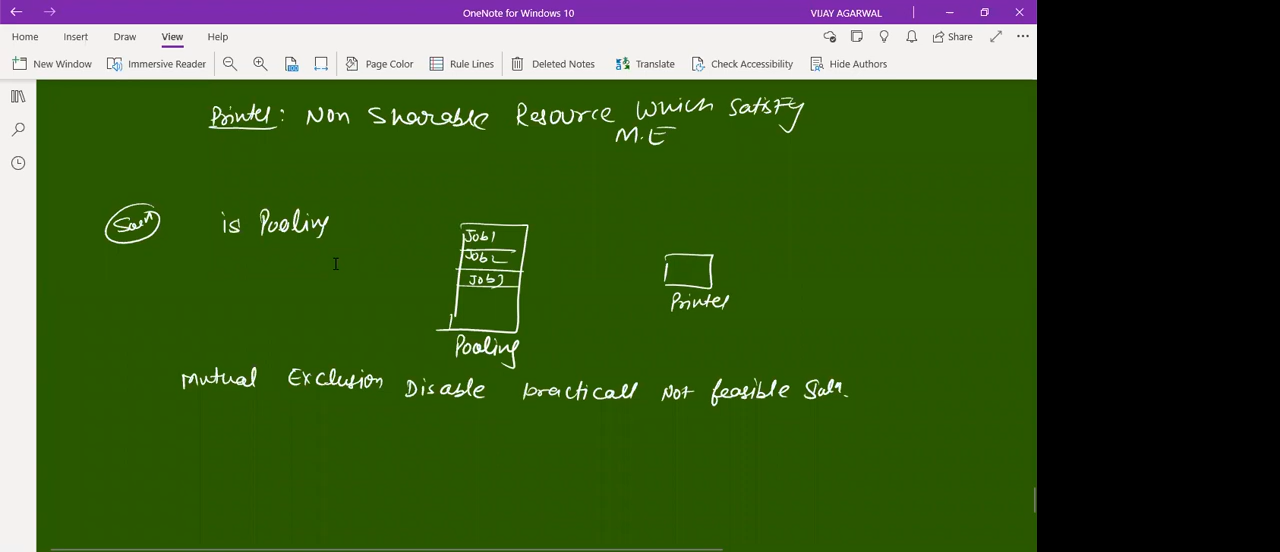 OneNote for Windows 10
VIJAY AGARWAL
Home Insert Draw View Help
Share
New Window Immersive Reader Page Color Rule Lines Deleted Notes Translate Check Accessibility Hide Authors
Printer: Non Sharable Resource Which Satisfy
M.E
Solⁿ is Pooling
Job1
Job2
Job3
Printer
Pooling
Mutual Exclusion Disable practicall Not feasible Solⁿ.